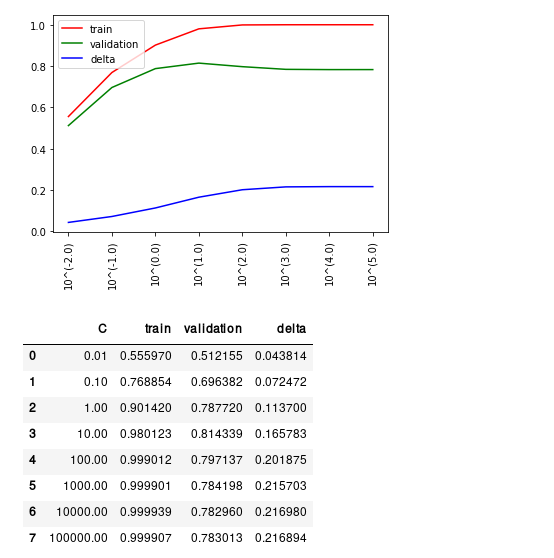 1.0
0.8
0.6
0.4
0.2
0.0
train
validation
delta
10^(-2.0)
10^(-1.0)
10^(0.0)
10^(1.0)
10^(2.0)
10^(3.0)
10^(4.0)
10^(5.0)
C train validation delta
0 0.01 0.555970 0.512155 0.043814
1 0.10 0.768854 0.696382 0.072472
2 1.00 0.901420 0.787720 0.113700
3 10.00 0.980123 0.814339 0.165783
4 100.00 0.999012 0.797137 0.201875
5 1000.00 0.999901 0.784198 0.215703
6 10000.00 0.999939 0.782960 0.216980
7 100000.00 0.999907 0.783013 0.216894